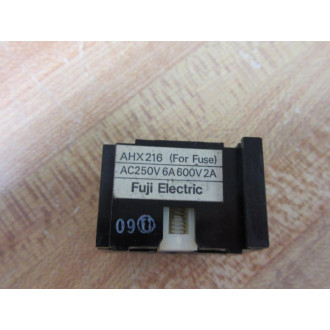 AHX216 (For Fuse)
AC250V 6A 600V 2A
Fuji Electric
09